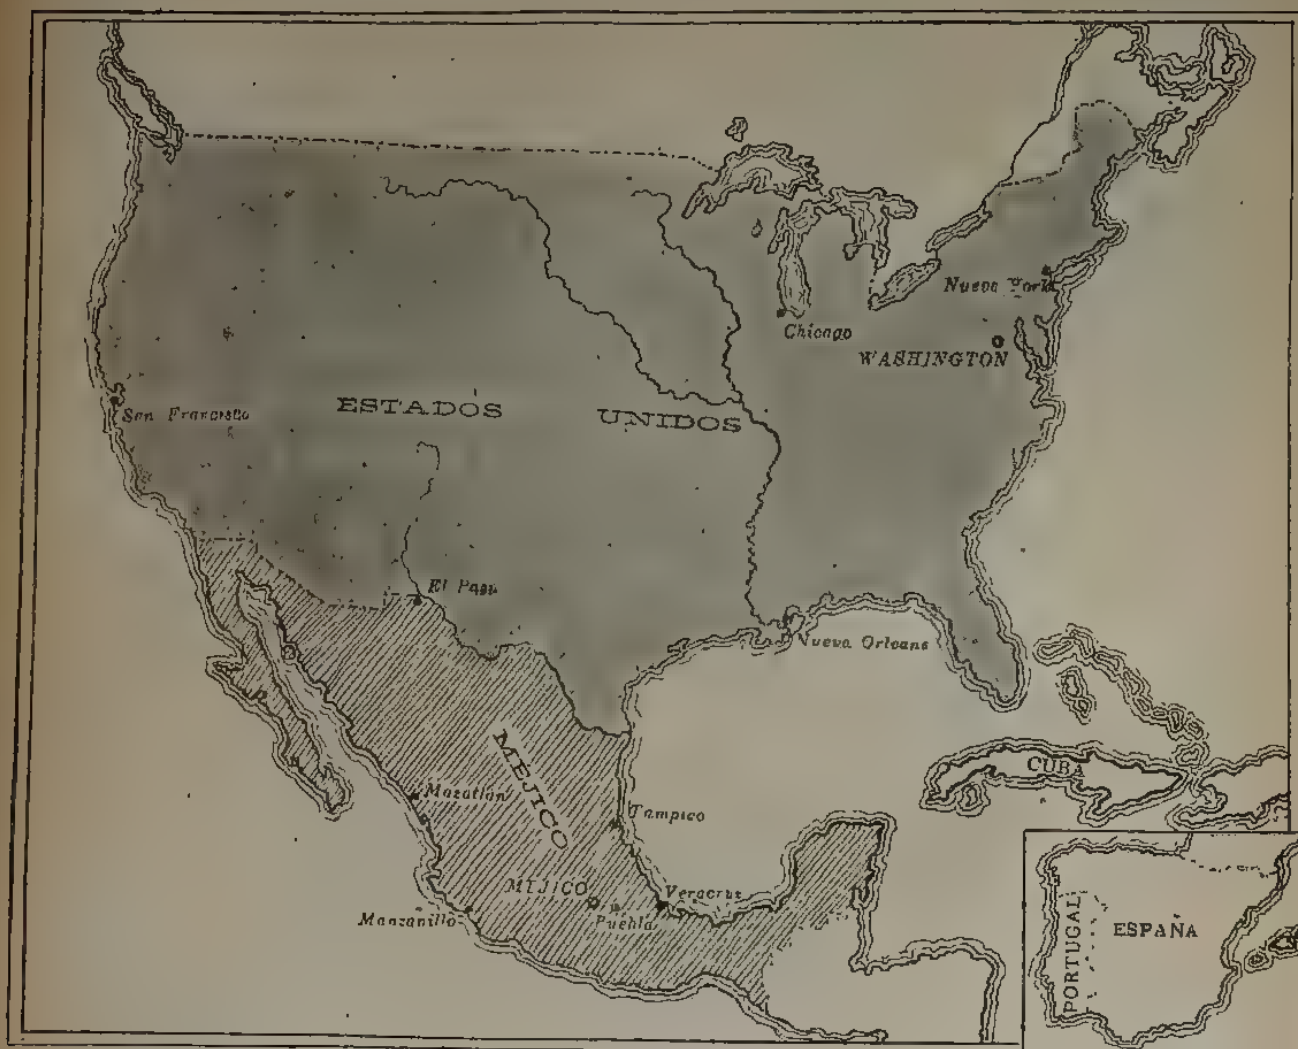 Nueva York
Chicago
WASHINGTON
San Francisco
ESTADOS UNIDOS
El Paso
Nueva Orleans
MEJICO
CUBA
Mazatlán
Tampico
MEJICO
Veracruz
Manzanillo
Puebla
PORTUGAL
ESPAÑA